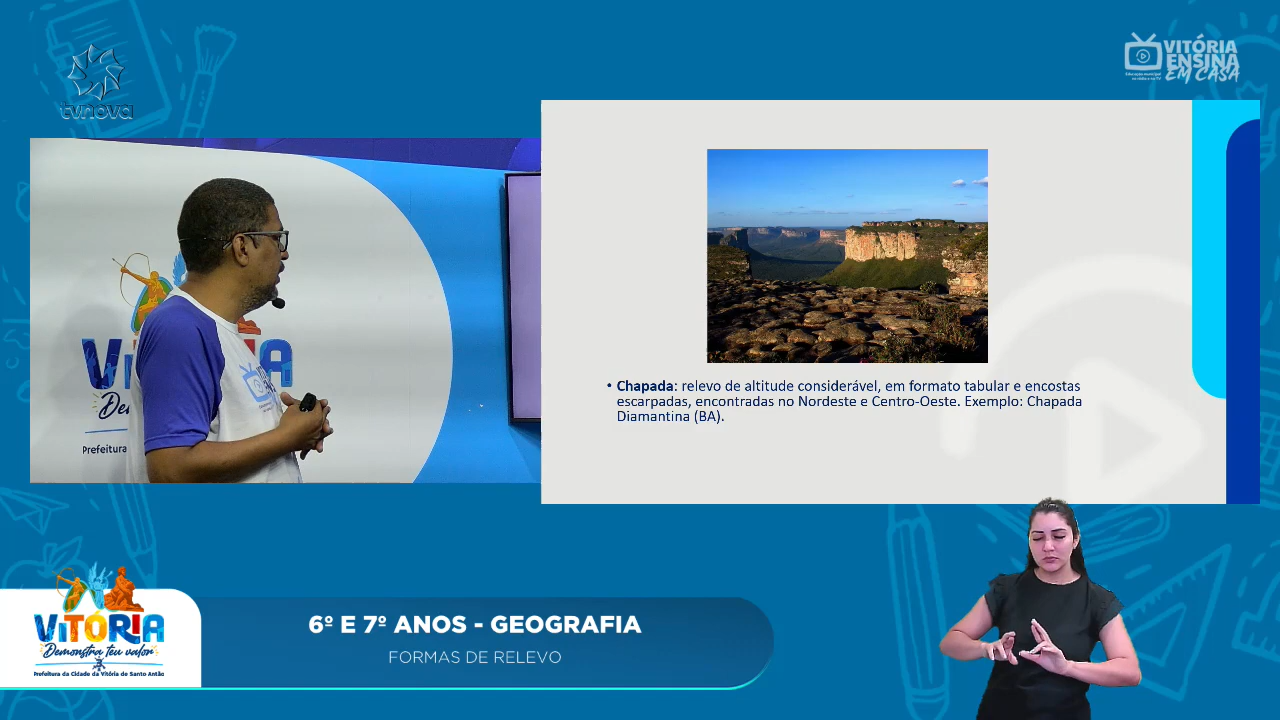 tvnova
VITÓRIA
ENSINA
EM CASA
• Chapada: relevo de altitude considerável, em formato tabular e encostas
escarpadas, encontradas no Nordeste e Centro-Oeste. Exemplo: Chapada
Diamantina (BA).
Prefeitura
6º E 7º ANOS - GEOGRAFIA
FORMAS DE RELEVO
VITÓRIA
Demonstra teu valor
Prefeitura da Cidade da Vitória de Santo Antão